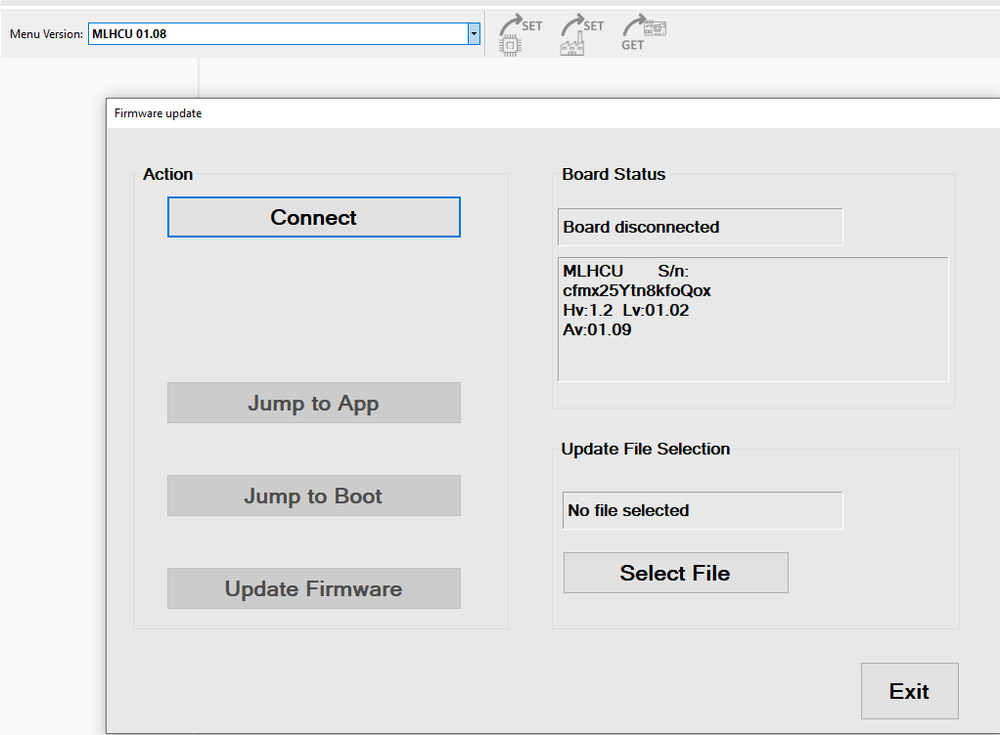 Menu Version: MLHCU 01.08
SET
SET
GET
Firmware update
Action
Connect
Jump to App
Jump to Boot
Update Firmware
Board Status
Board disconnected
MLHCU S/n:
cfmx25Ytn8kfoQox
Hv:1.2 Lv:01.02
Av:01.09
Update File Selection
No file selected
Select File
Exit